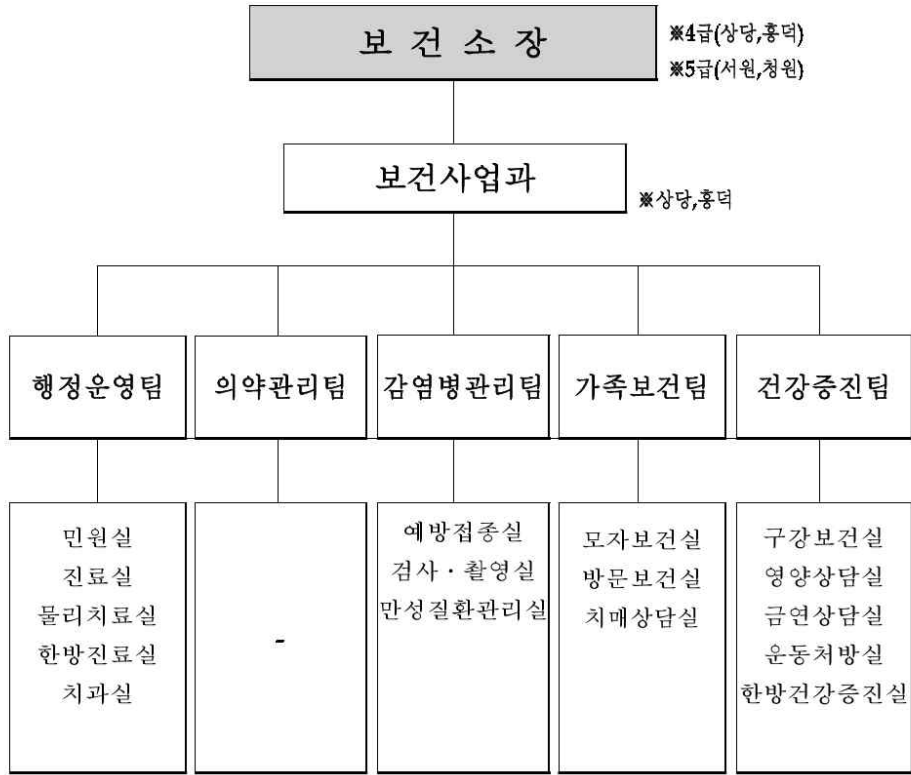 보 건 소 장
※4급(상당,흥덕)
※5급(서원,청원)
보건사업과
※상당,흥덕
행정운영팀
의약관리팀
감염병관리팀
가족보건팀
건강증진팀
민원실
진료실
물리치료실
한방진료실
치과실
-
예방접종실
검사・촬영실
만성질환관리실
모자보건실
방문보건실
치매상담실
구강보건실
영양상담실
금연상담실
운동처방실
한방건강증진실